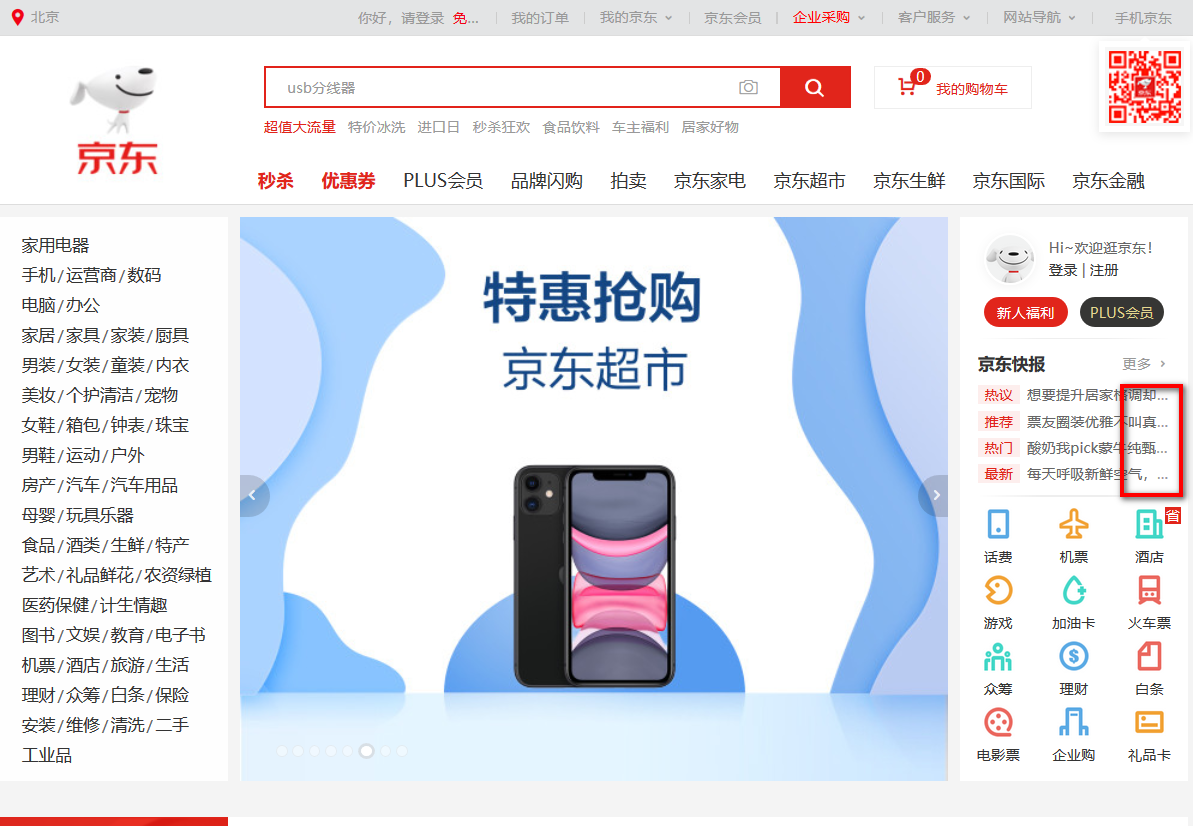 北京
你好，请登录 免...
我的订单
我的京东
京东会员
企业采购
客户服务
网站导航
手机京东
京东
usb分线器
0
我的购物车
超值大流量 特价冰洗 进口日 秒杀狂欢 食品饮料 车主福利 居家好物
秒杀 优惠券 PLUS会员 品牌闪购 拍卖 京东家电 京东超市 京东生鲜 京东国际 京东金融
家用电器
手机/运营商/数码
电脑/办公
家居/家具/家装/厨具
男装/女装/童装/内衣
美妆/个护清洁/宠物
女鞋/箱包/钟表/珠宝
男鞋/运动/户外
房产/汽车/汽车用品
母婴/玩具乐器
食品/酒类/生鲜/特产
艺术/礼品鲜花/农资绿植
医药保健/计生情趣
图书/文娱/教育/电子书
机票/酒店/旅游/生活
理财/众筹/白条/保险
安装/维修/清洗/二手
工业品
特惠抢购
京东超市
Hi~欢迎逛京东！
登录 | 注册
新人福利 PLUS会员
京东快报 更多
热议 想要提升居家格调却...
推荐 票友圈装优雅不叫真...
热门 酸奶我pick蒙牛纯甄...
最新 每天呼吸新鲜空气，...
省
话费 机票 酒店
游戏 加油卡 火车票
众筹 理财 白条
电影票 企业购 礼品卡